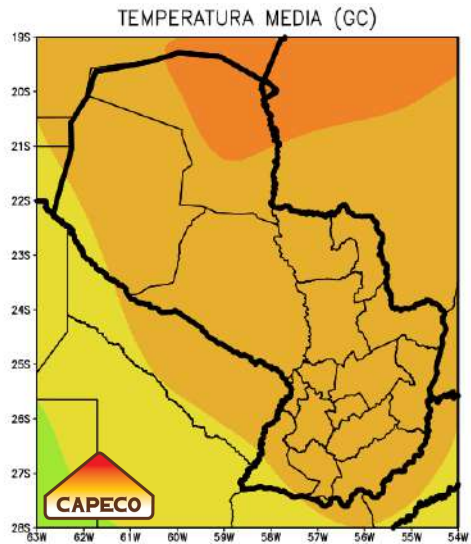 TEMPERATURA MEDIA (GC)
19S
20S
21S
22S
23S
24S
25S
26S
27S
28S
CAPECO
63W 62W 61W 60W 59W 58W 57W 56W 55W 54W